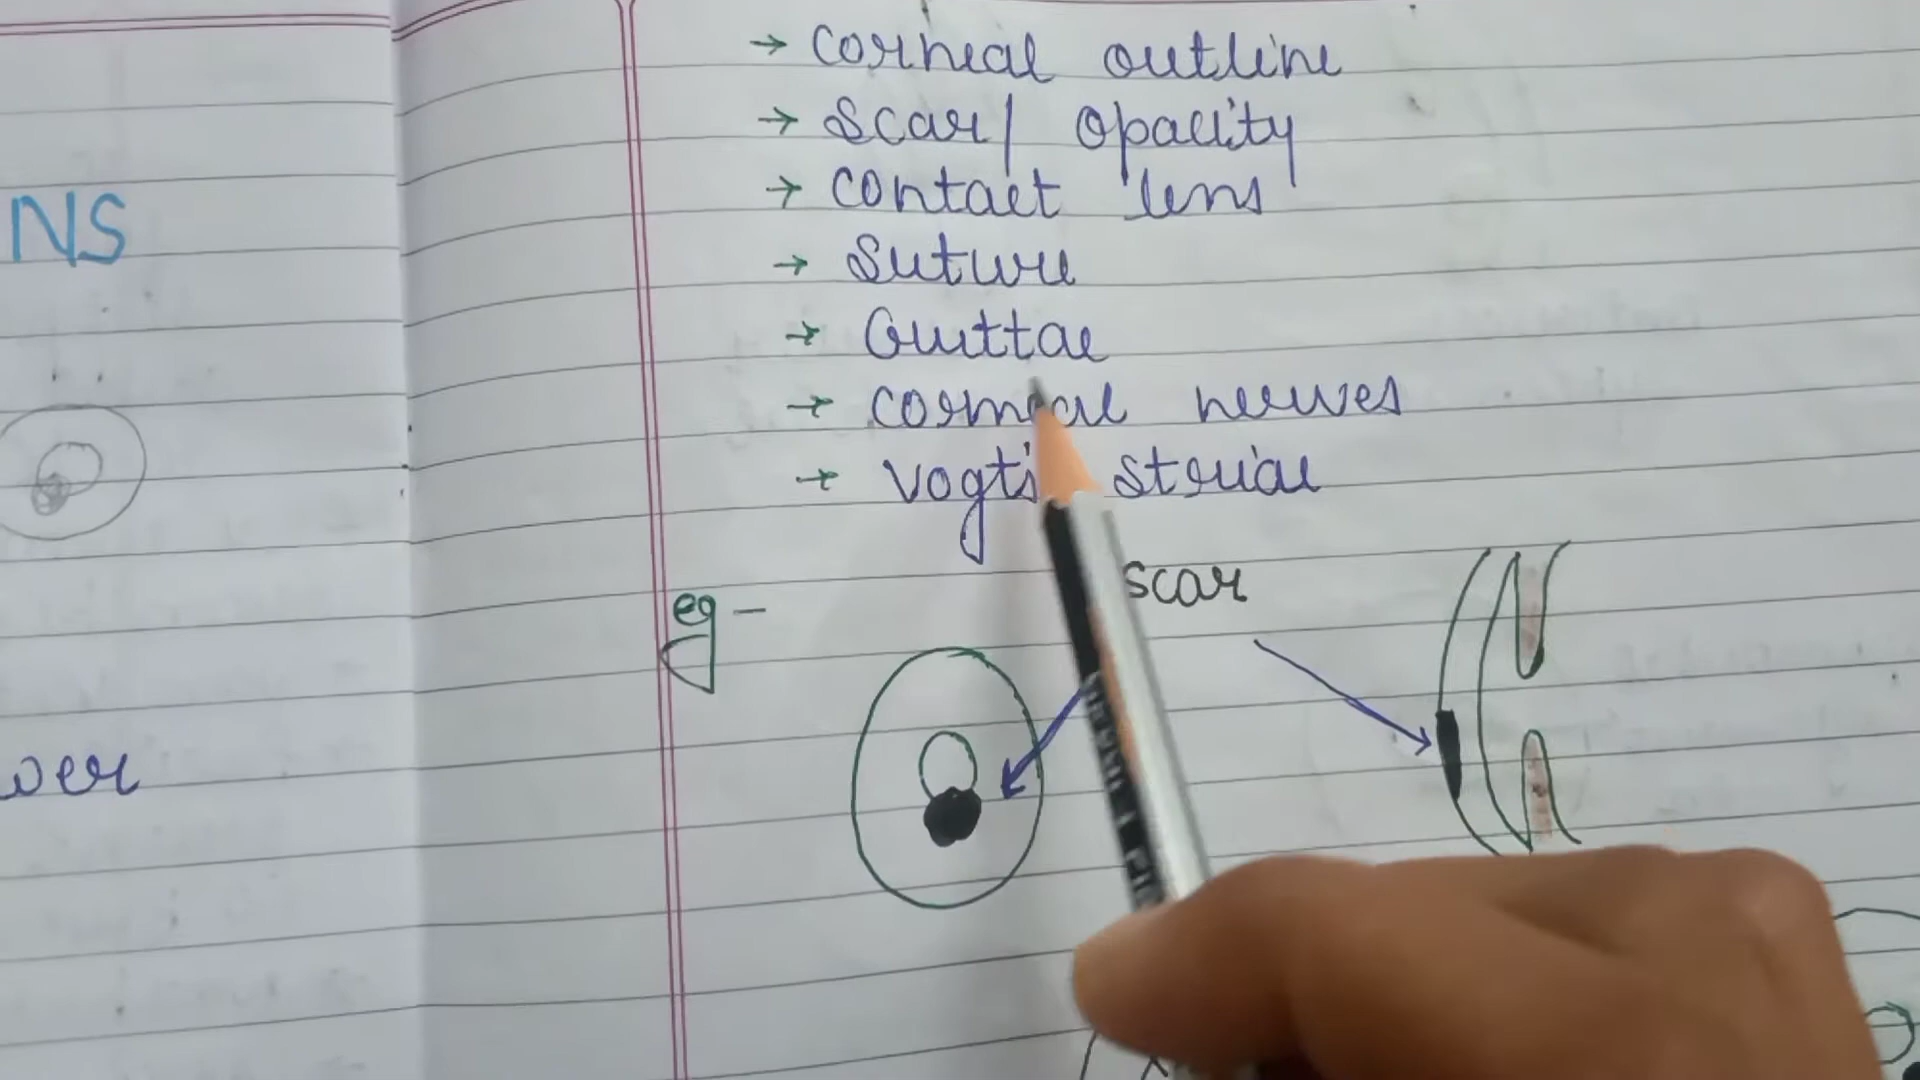 NS
wer
→ corneal outline
→ Scar/ Opacity
→ contact lens
→ Suture
→ Guttae
→ corneal nerves
→ Vogt's striae
eg -
scar